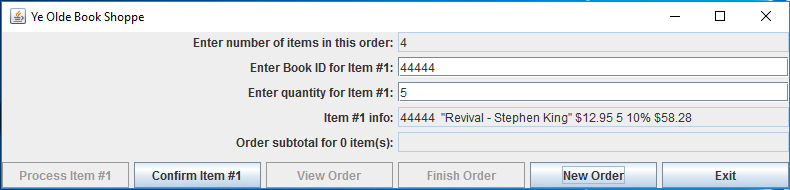 Ye Olde Book Shoppe
Enter number of items in this order: 4
Enter Book ID for Item #1: 44444
Enter quantity for Item #1: 5
Item #1 info: 44444 "Revival - Stephen King" $12.95 5 10% $58.28
Order subtotal for 0 item(s):
Process Item #1 Confirm Item #1 View Order Finish Order New Order Exit